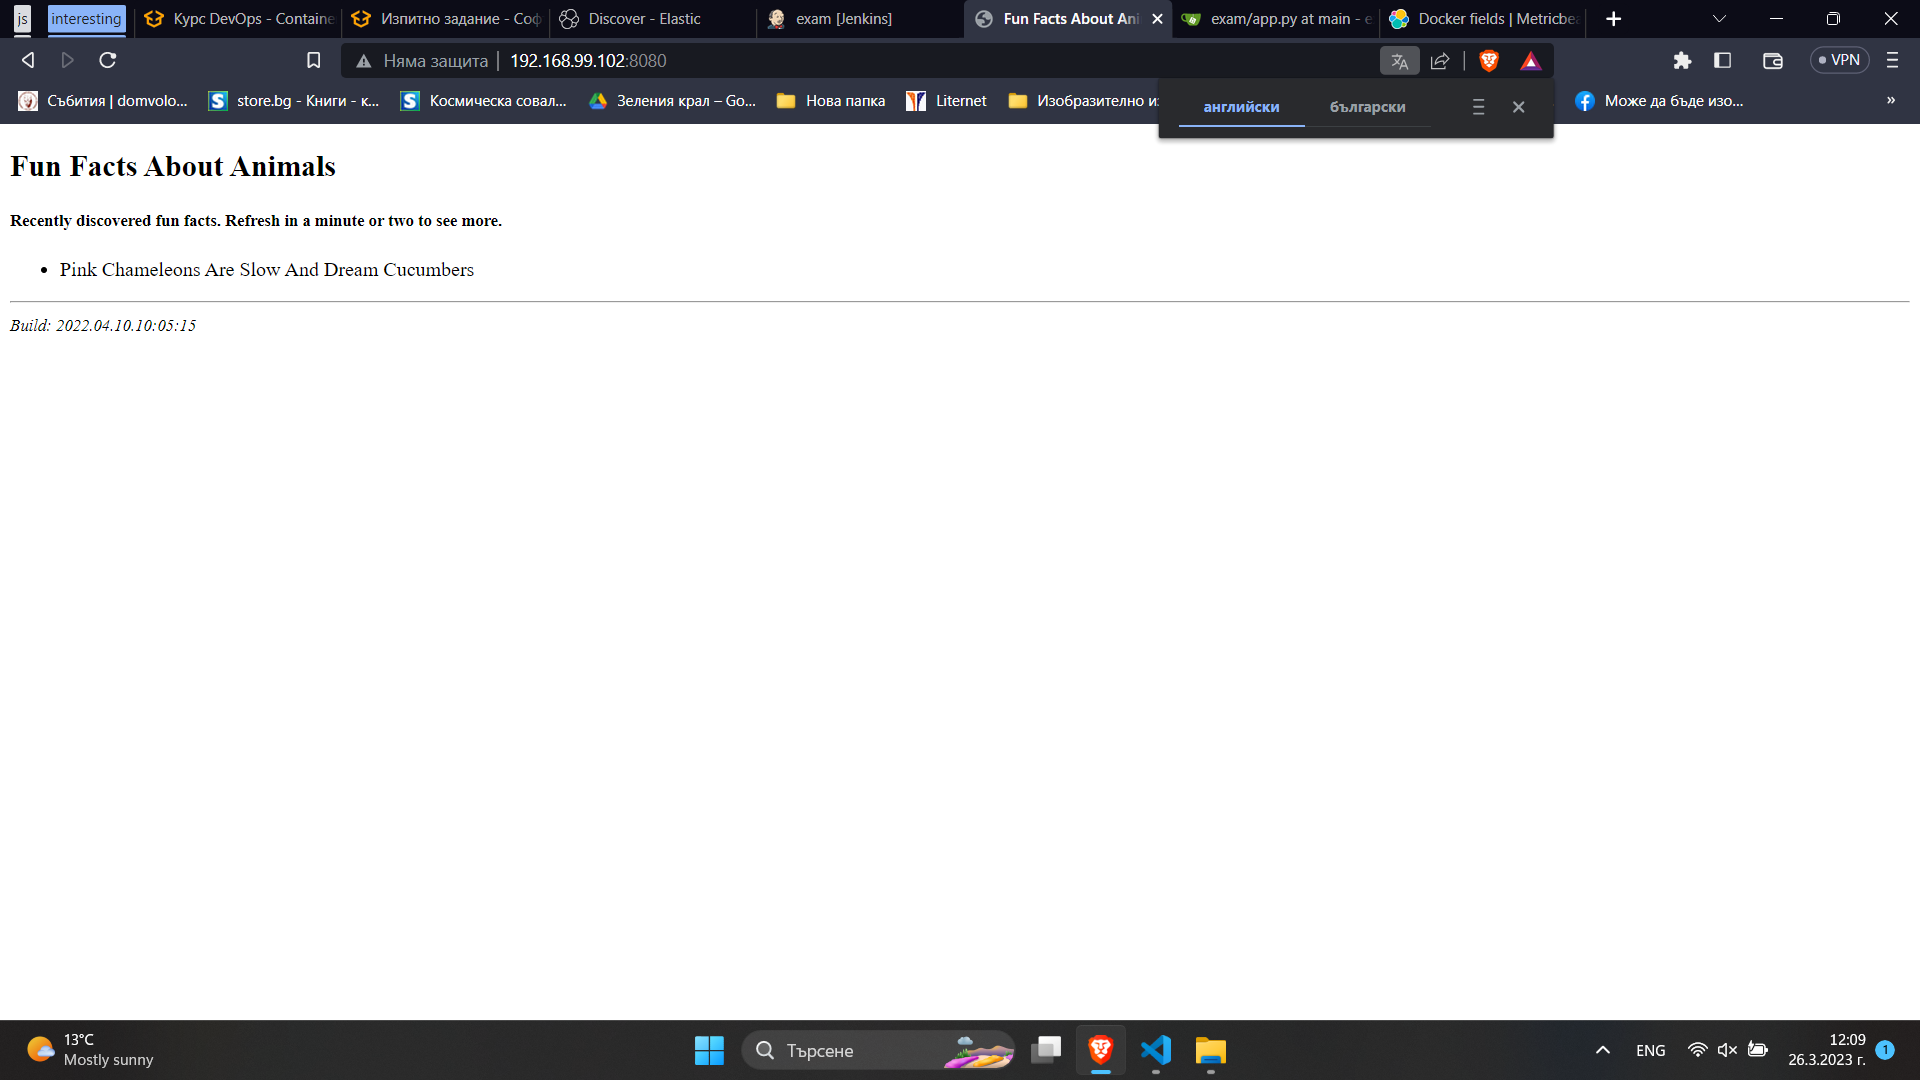 js
interesting
Курс DevOps - Containe
Изпитно задание - Соф
Discover - Elastic
exam [Jenkins]
Fun Facts About Ani
exam/app.py at main - e
Docker fields | Metricbea
Няма защита
192.168.99.102:8080
VPN
Събития | domvolo...
store.bg - Книги - к...
Космическа совал...
Зеления крал – Go...
Нова папка
Liternet
Изобразително из
английски
български
Може да бъде изо...
»
Fun Facts About Animals
Recently discovered fun facts. Refresh in a minute or two to see more.
• Pink Chameleons Are Slow And Dream Cucumbers
Build: 2022.04.10.10:05:15
13°C
Mostly sunny
Търсене
ENG
12:09
26.3.2023 г.
1